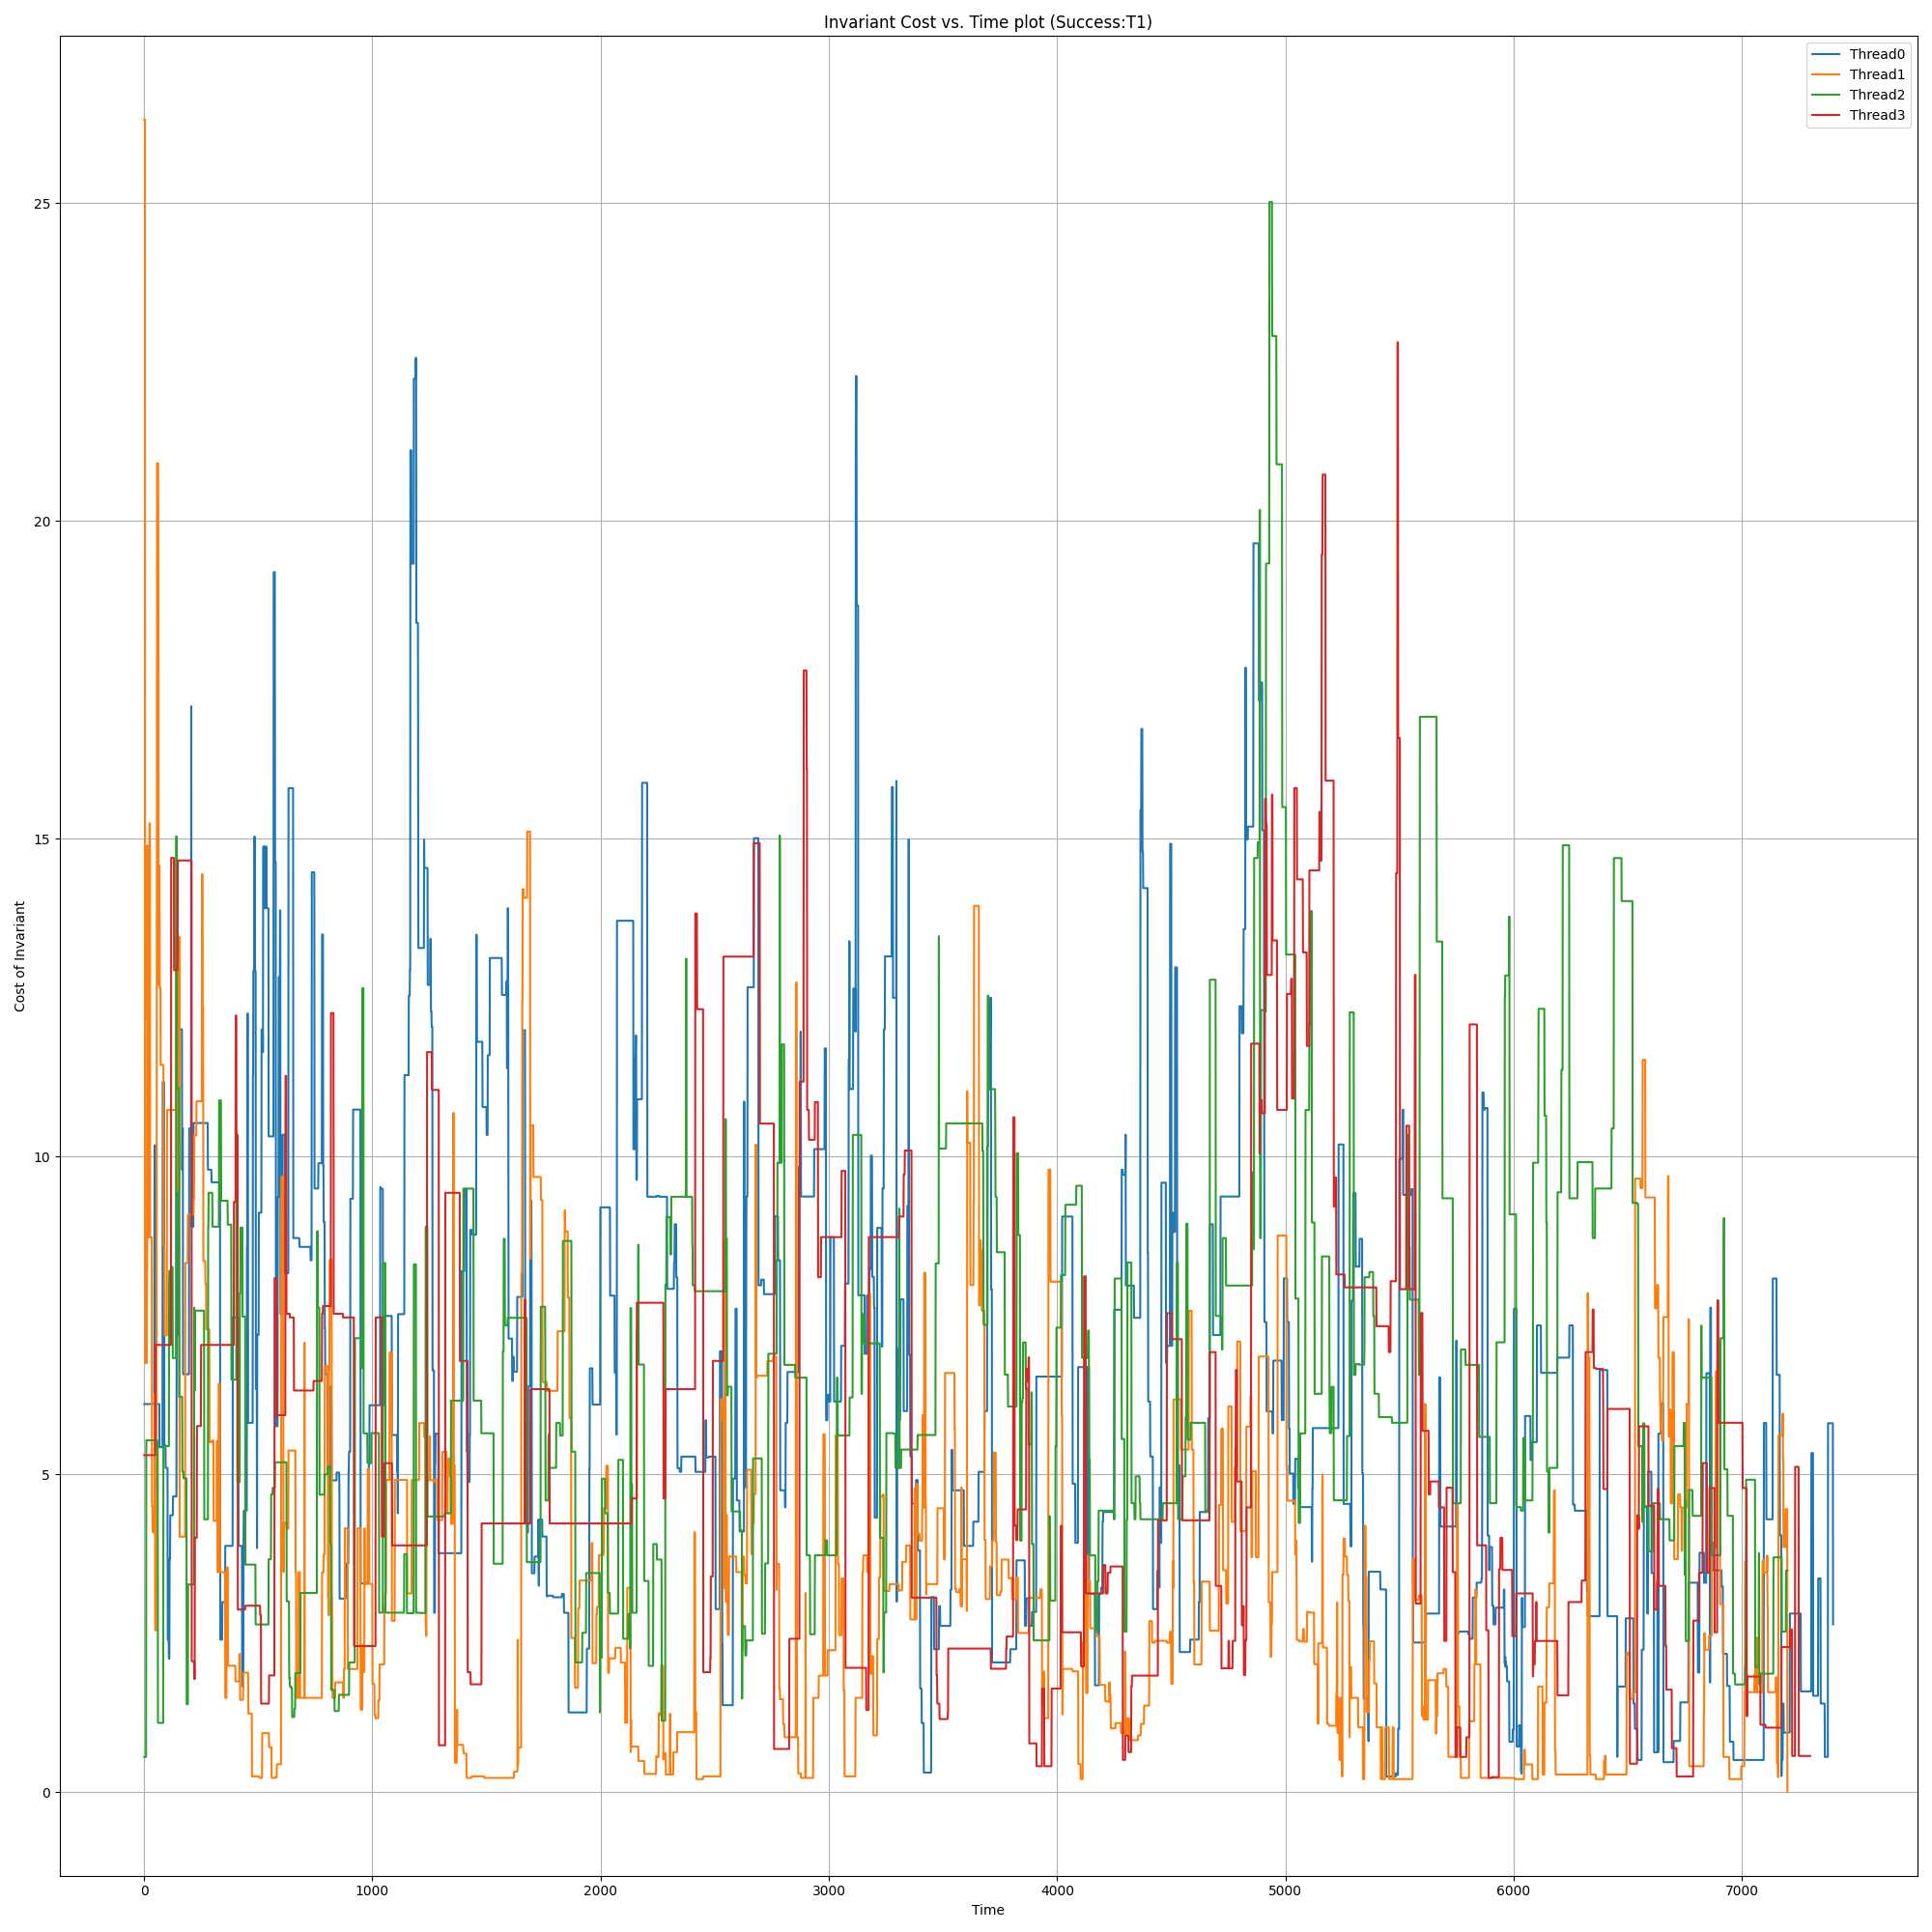 Invariant Cost vs. Time plot (Success:T1)
Thread0
Thread1
Thread2
Thread3
Cost of Invariant
25
20
15
10
5
0
0 1000 2000 3000 4000 5000 6000 7000
Time